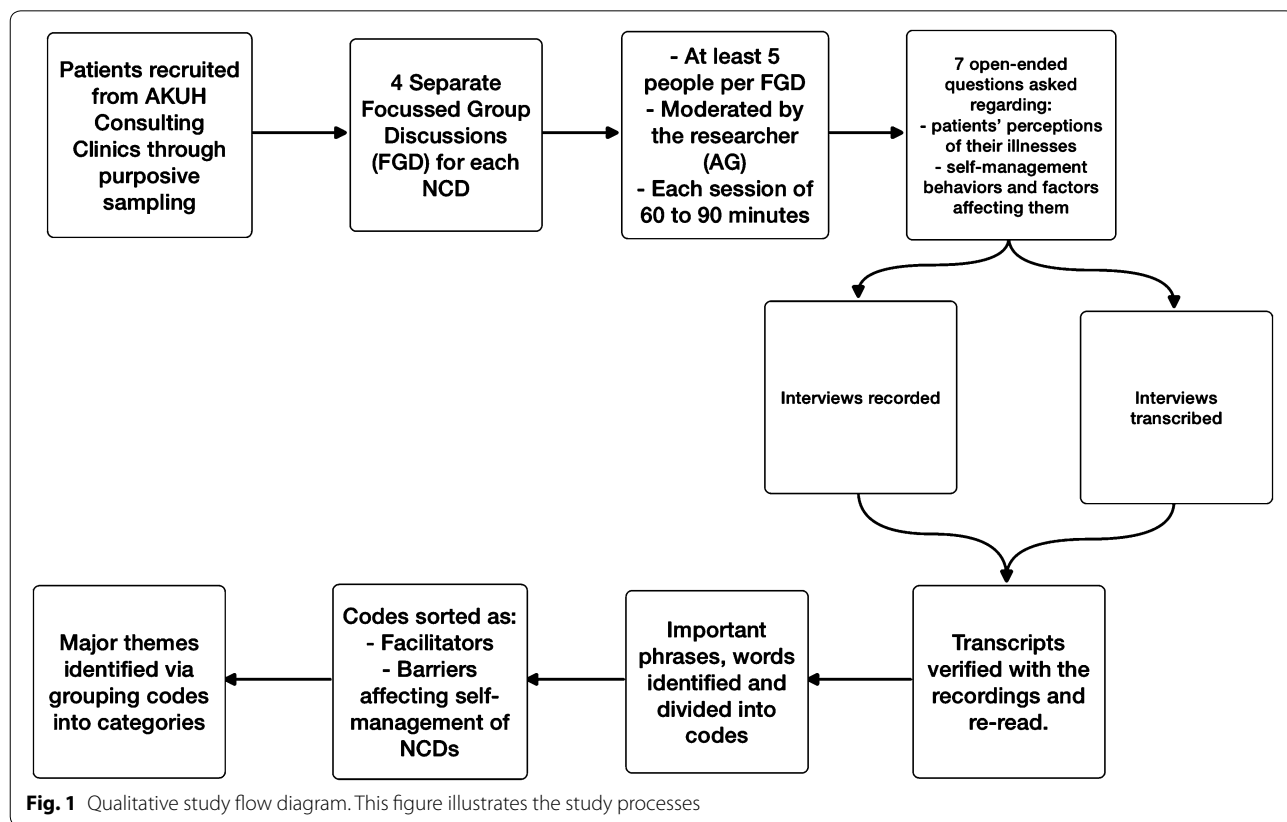 Patients recruited
from AKUH
Consulting
Clinics through
purposive
sampling
4 Separate
Focussed Group
Discussions
(FGD) for each
NCD
- At least 5
people per FGD
- Moderated by
the researcher
(AG)
- Each session of
60 to 90 minutes
7 open-ended
questions asked
regarding:
- patients’ perceptions
of their illnesses
- self-management
behaviors and factors
affecting them
Interviews recorded
Interviews
transcribed
Transcripts
verified with the
recordings and
re-read.
Important
phrases, words
identified and
divided into
codes
Codes sorted as:
- Facilitators
- Barriers
affecting self-
management of
NCDs
Major themes
identified via
grouping codes
into categories
Fig. 1 Qualitative study flow diagram. This figure illustrates the study processes